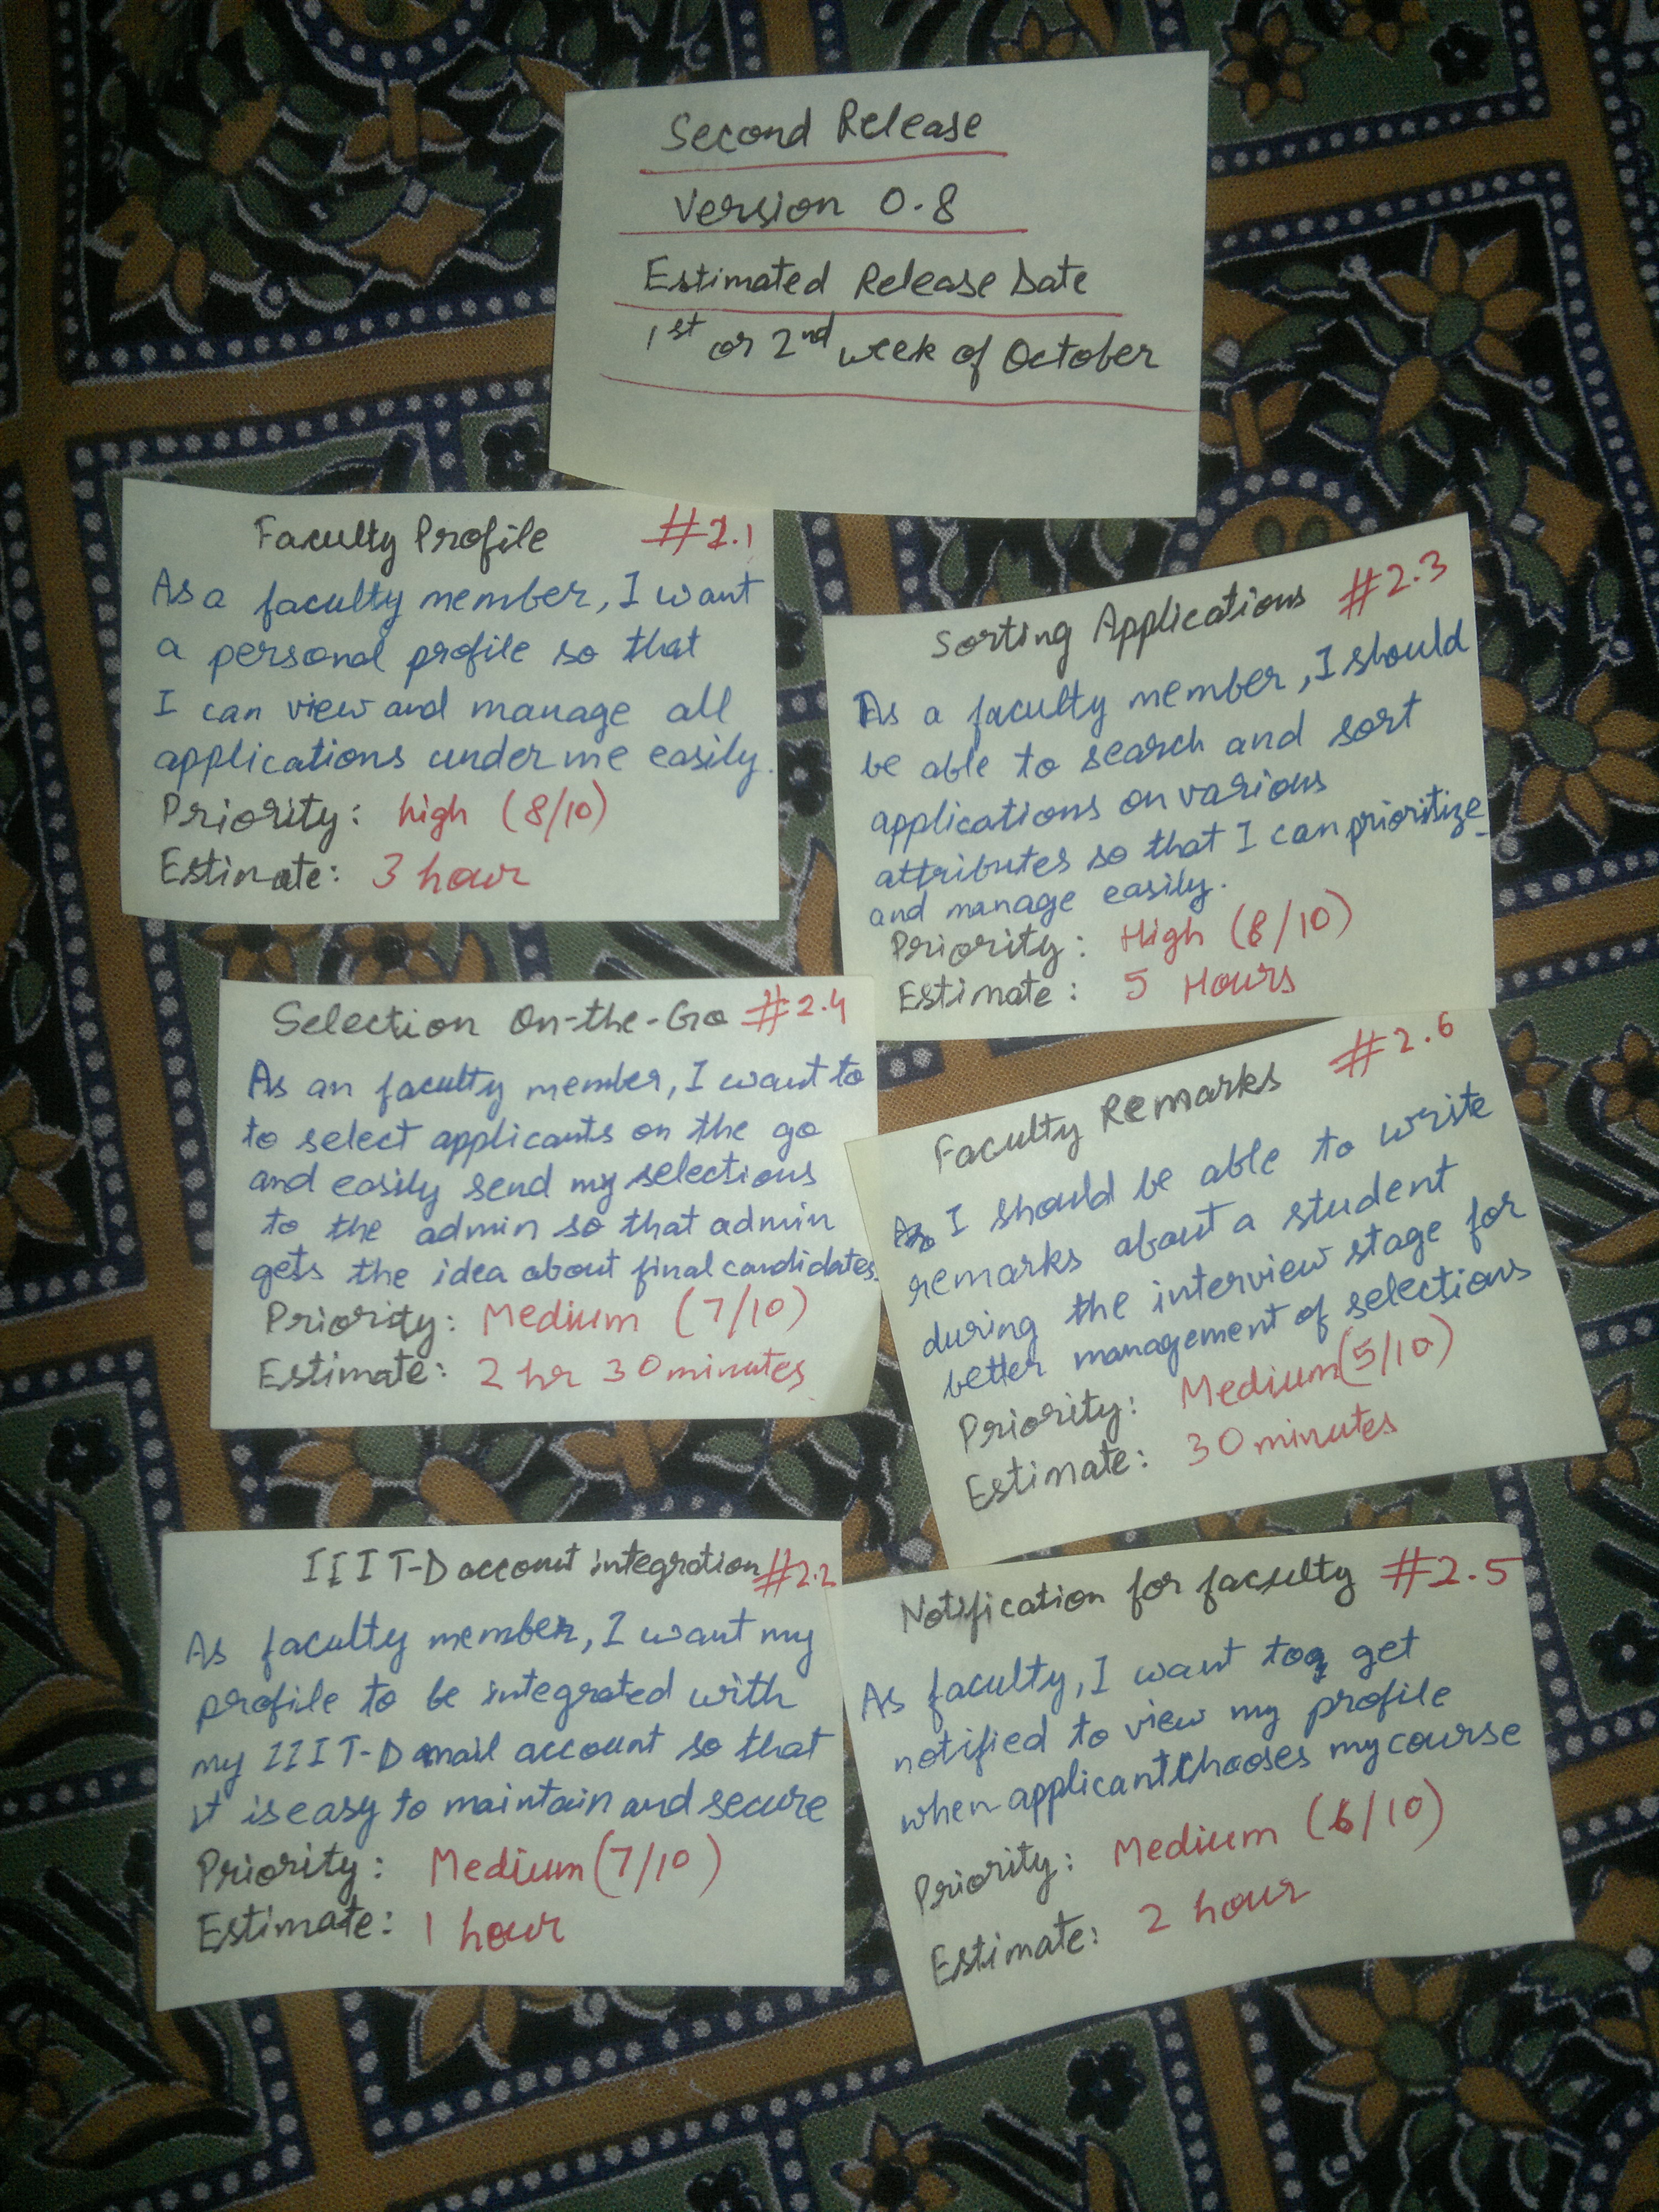 Second Release
Version 0.8
Estimated Release Date
1st or 2nd week of October
Faculty Profile #2.1
As a faculty member, I want
a personal profile so that
I can view and manage all
applications under me easily.
Priority: high (8/10)
Estimate: 3 hour
Sorting Applications #2.3
As a faculty member, I should
be able to search and sort
applications on various
attributes so that I can prioritize
and manage easily.
Priority: High (8/10)
Estimate: 5 Hours
Selection On-the-Go #2.4
As an faculty member, I want to
to select applicants on the go
and easily send my selections
to the admin so that admin
gets the idea about final candidates.
Priority: Medium (7/10)
Estimate: 2 hr 30 minutes
Faculty Remarks #2.6
I should be able to write
remarks about a student
during the interview stage for
better management of selections
Priority: Medium (5/10)
Estimate: 30 minutes
IIIT-D account integration #2.2
As faculty member, I want my
profile to be integrated with
my IIIT-D mail account so that
it is easy to maintain and secure
Priority: Medium (7/10)
Estimate: 1 hour
Notification for faculty #2.5
As faculty, I want to get
notified to view my profile
when applicant chooses my course
Priority: Medium (6/10)
Estimate: 2 hour